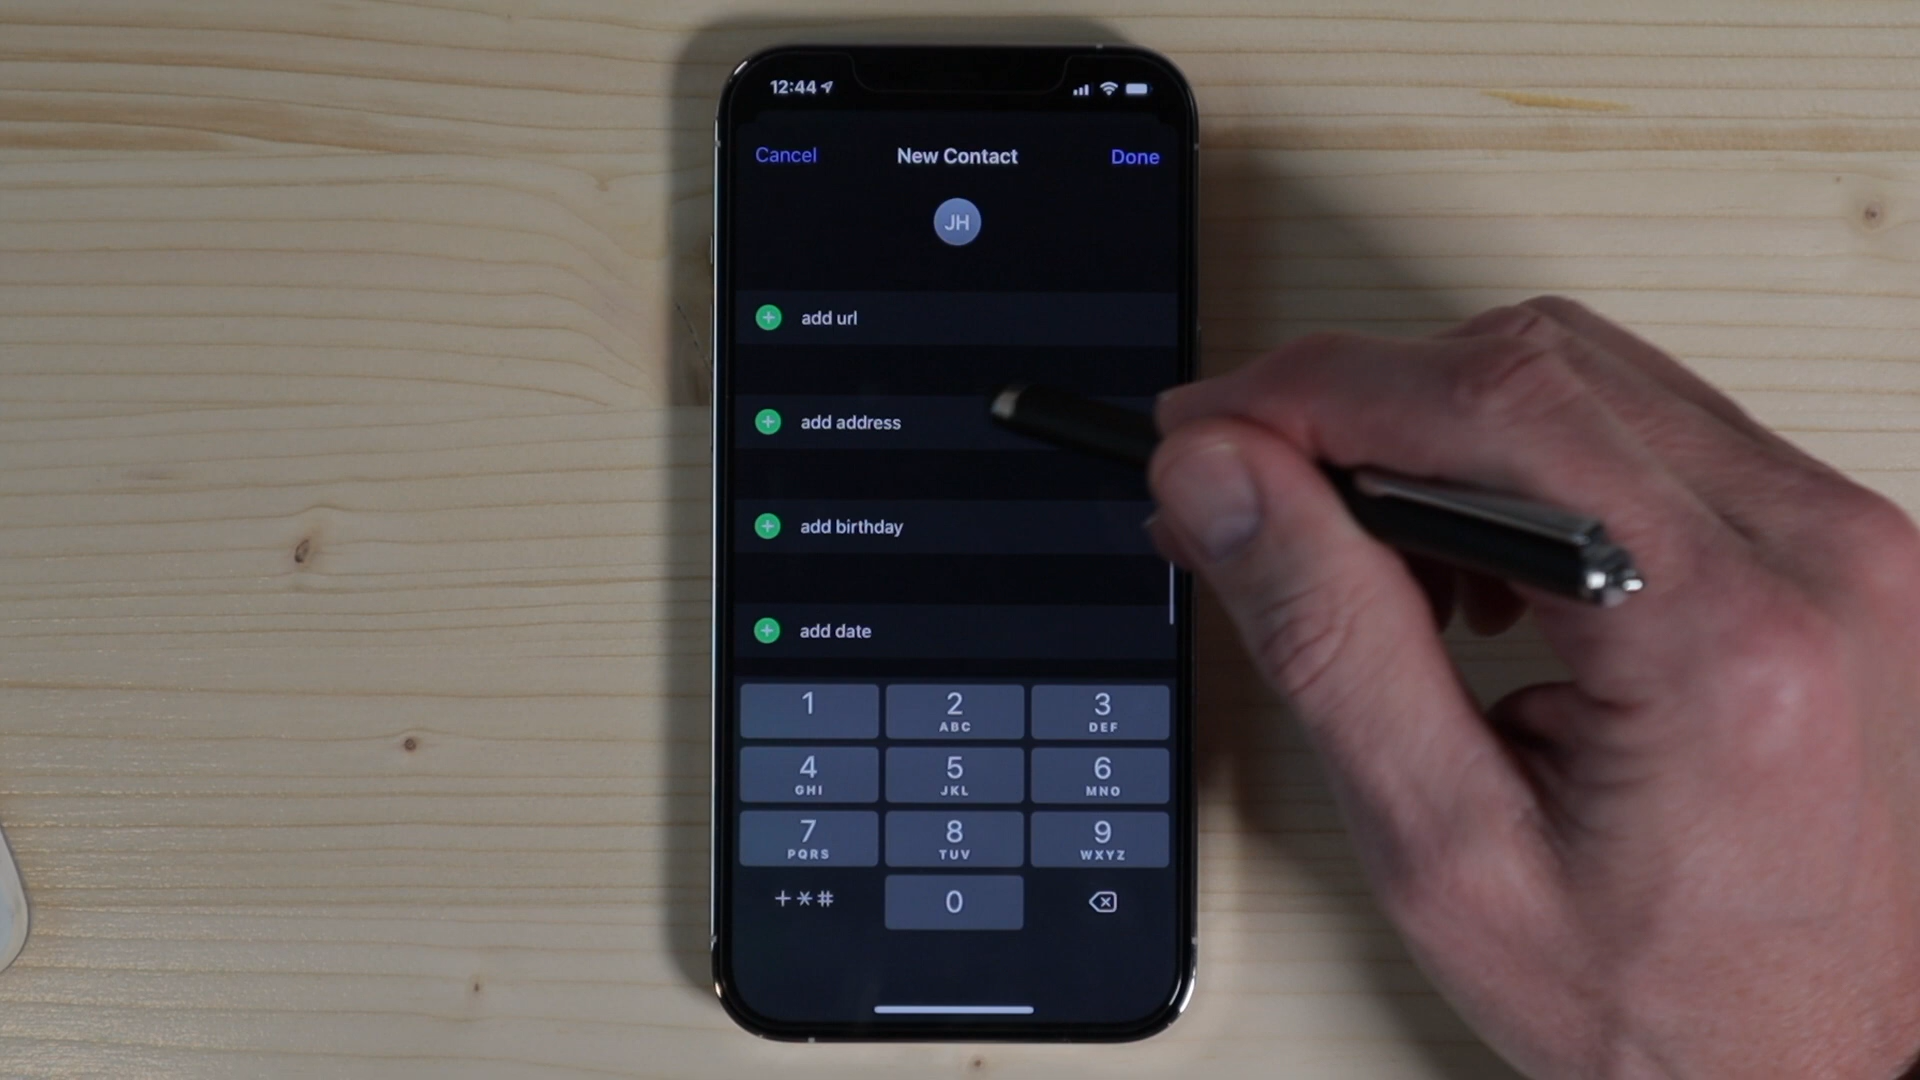 12:44
Cancel New Contact Done
JH
add url
add address
add birthday
add date
1 2 3
ABC DEF
4 5 6
GHI JKL MNO
7 8 9
PQRS TUV WXYZ
+*# 0